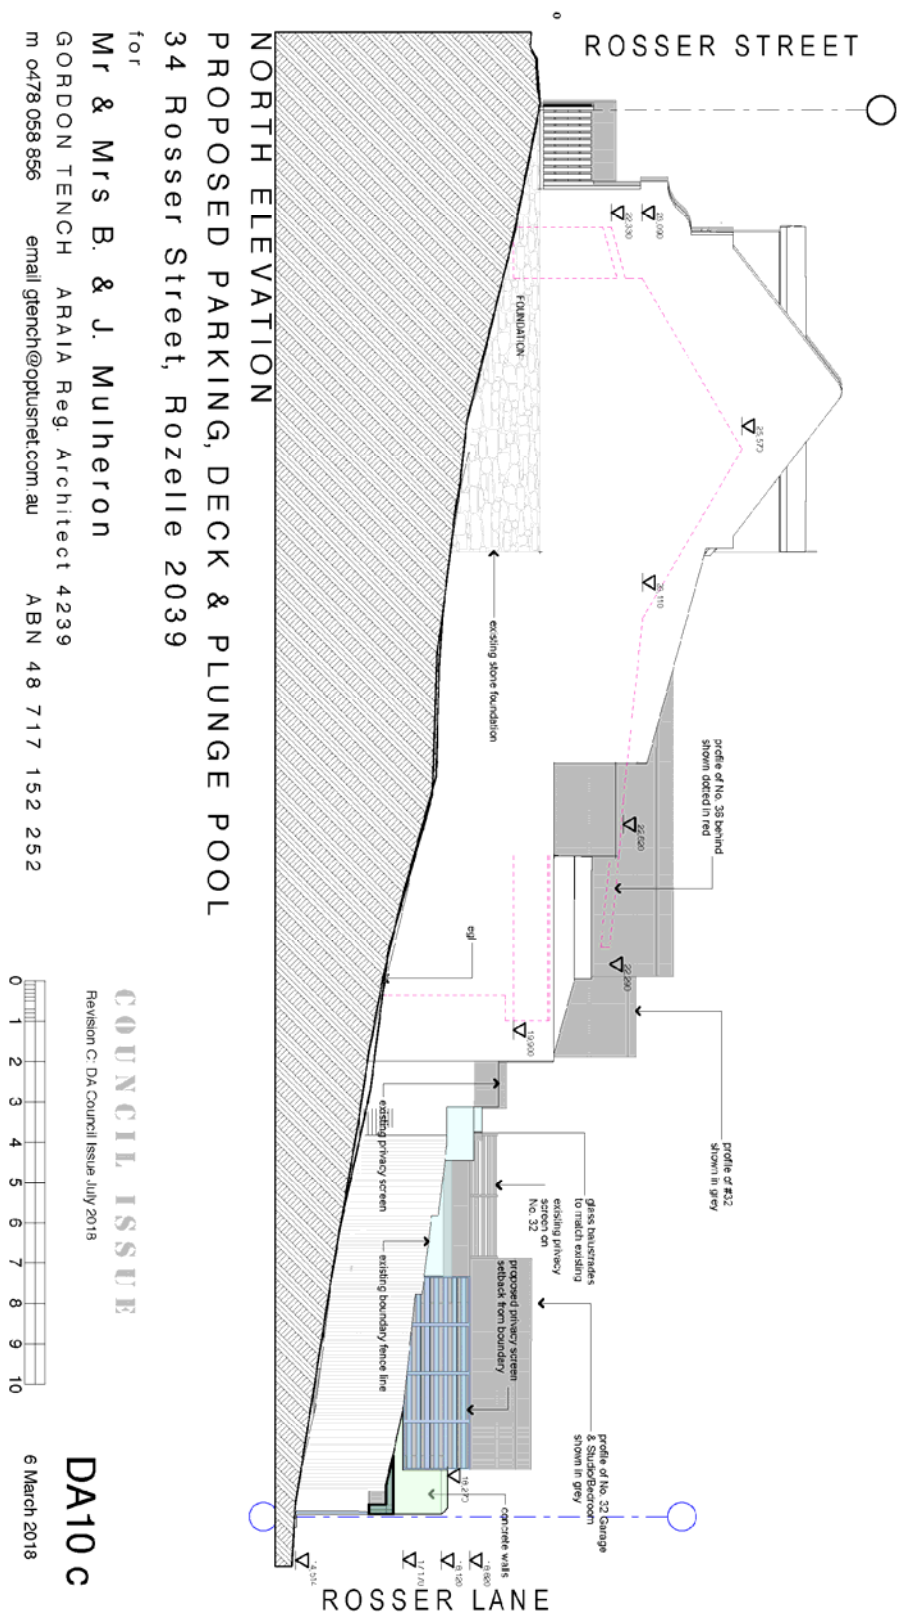 ROSSER STREET
22.330
FOUNDATION
existing stone foundation
profile of No. 36 behind
shown dotted in red
22.620
22.290
19.900
egl
profile of #32
shown in grey
existing privacy screen
glass balustrades
to match existing
existing privacy
screen on
No. 32
proposed privacy screen
setback from boundary
existing boundary fence line
profile of No. 32 Garage
& Studio/Bedroom
shown in grey
concrete walls
ROSSER LANE
NORTH ELEVATION
PROPOSED PARKING, DECK & PLUNGE POOL
34 Rosser Street, Rozelle 2039
for
Mr & Mrs B. & J. Mulheron
GORDON TENCH ARAIA Reg. Architect 4239
m 0478 058 856 email gtench@optusnet.com.au ABN 48 717 152 252
COUNCIL ISSUE
Revision C: DA Council Issue July 2018
0 1 2 3 4 5 6 7 8 9 10
DA10 c
6 March 2018